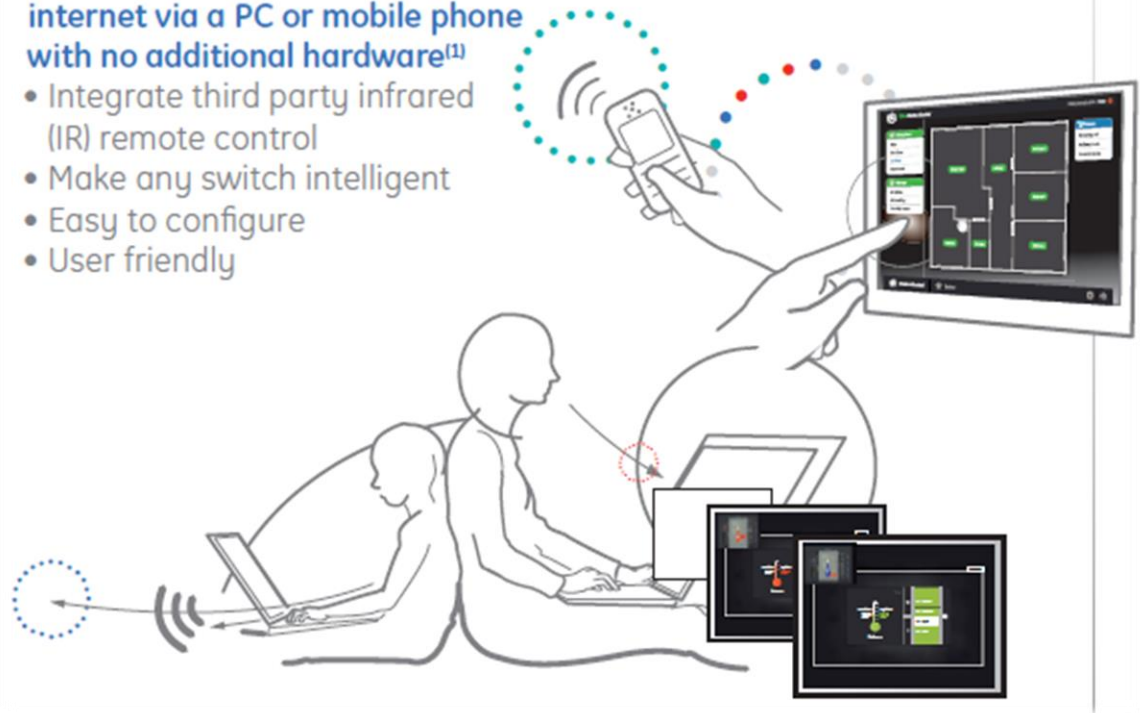 internet via a PC or mobile phone
with no additional hardware(1)
• Integrate third party infrared
(IR) remote control
• Make any switch intelligent
• Easy to configure
• User friendly